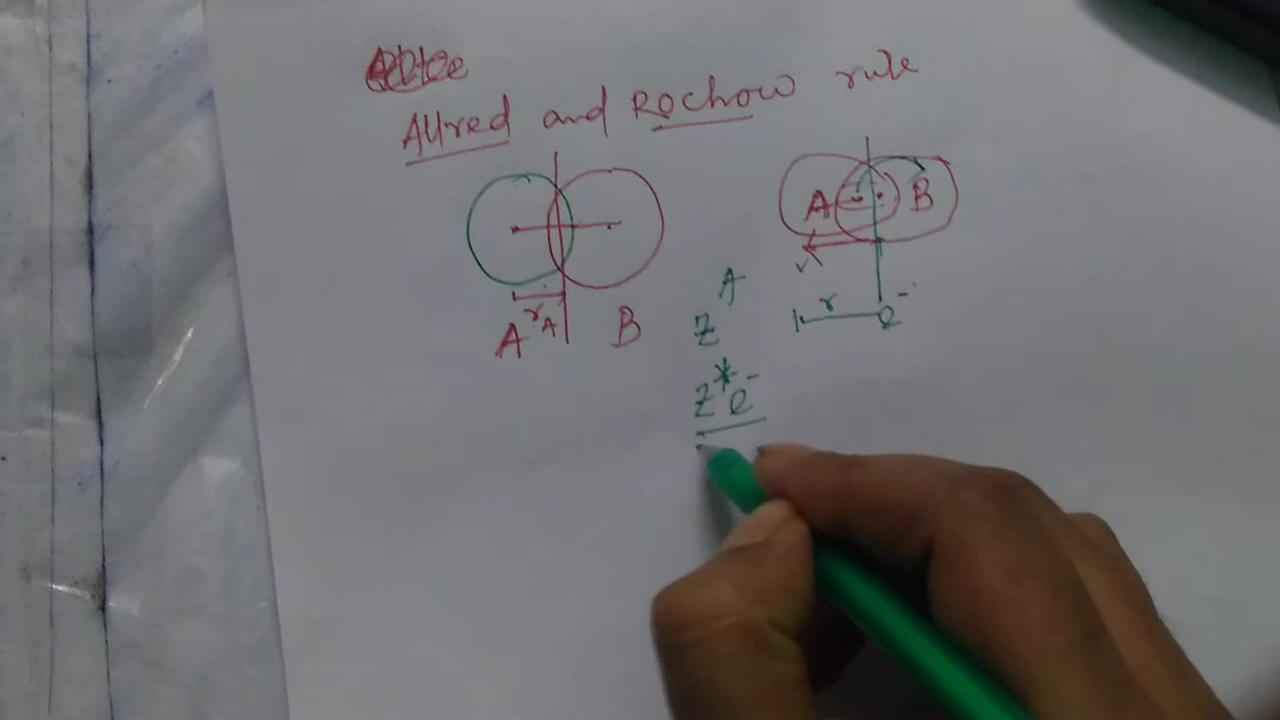 Allred and Rochow rule
A B
A
r
Z
e⁻
rA
A B
Z*e⁻